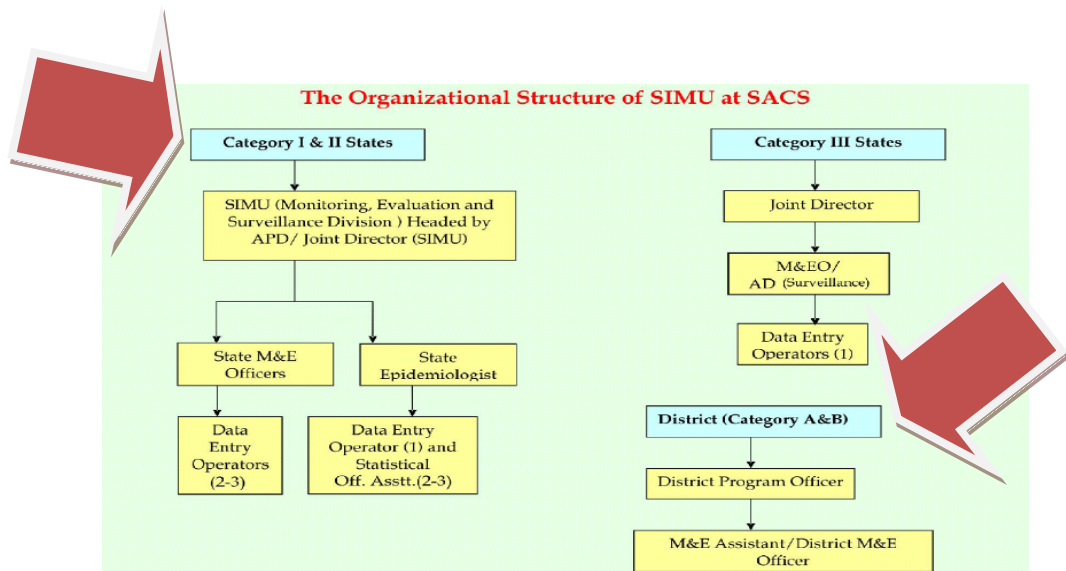 The Organizational Structure of SIMU at SACS
Category I & II States
SIMU (Monitoring, Evaluation and
Surveillance Division ) Headed by
APD/ Joint Director (SIMU)
State M&E
Officers
State
Epidemiologist
Data
Entry
Operators
(2-3)
Data Entry
Operator (1) and
Statistical
Off. Asstt.(2-3)
Category III States
Joint Director
M&EO/
AD (Surveillance)
Data Entry
Operators (1)
District (Category A&B)
District Program Officer
M&E Assistant/District M&E
Officer